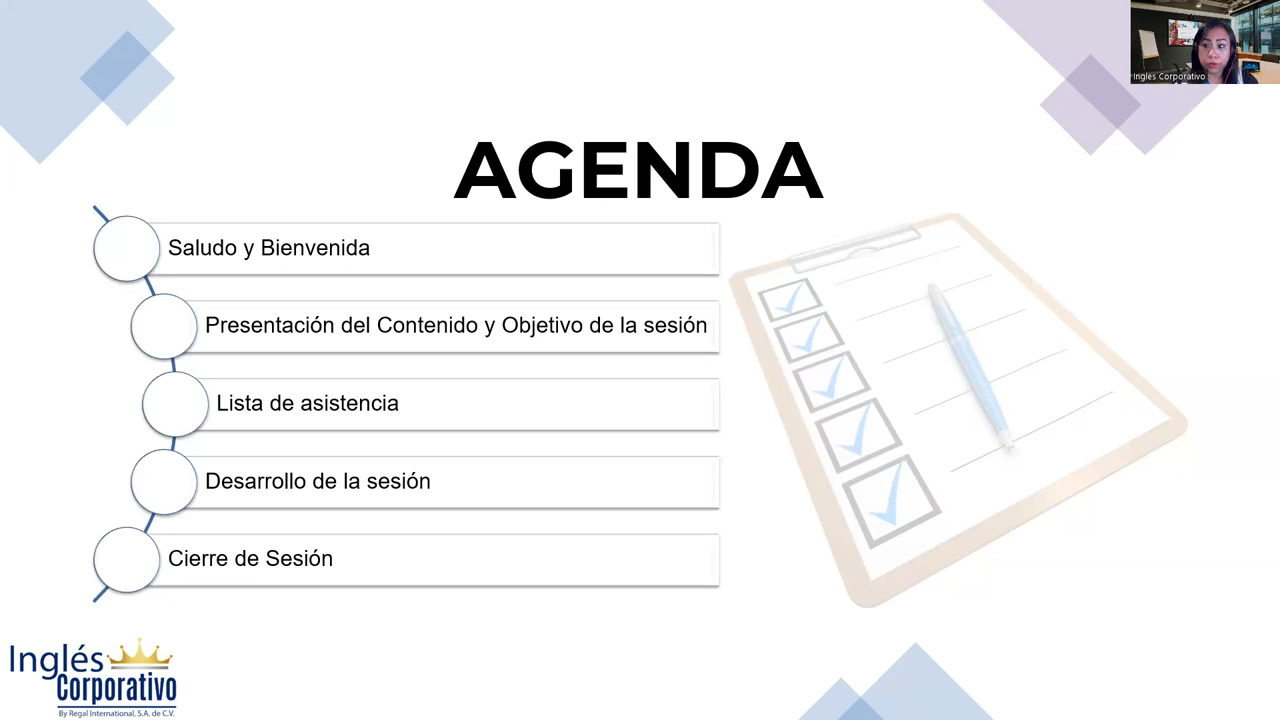 Inglés Corporativo
AGENDA
Saludo y Bienvenida
Presentación del Contenido y Objetivo de la sesión
Lista de asistencia
Desarrollo de la sesión
Cierre de Sesión
Inglés
Corporativo
By Regal International, S.A. de C.V.